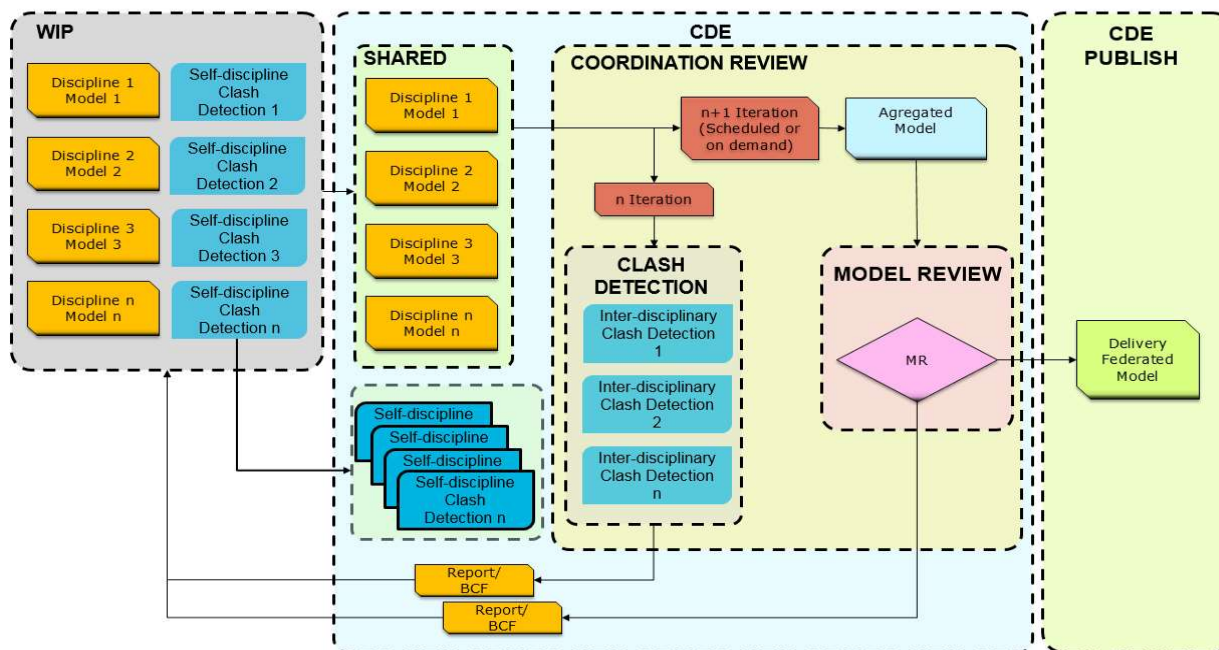 WIP
Discipline 1
Model 1
Self-discipline
Clash
Detection 1
Discipline 2
Model 2
Self-discipline
Clash
Detection 2
Discipline 3
Model 3
Self-discipline
Clash
Detection 3
Discipline n
Model n
Self-discipline
Clash
Detection n
CDE
SHARED
Discipline 1
Model 1
Discipline 2
Model 2
Discipline 3
Model 3
Discipline n
Model n
Self-discipline
Self-discipline
Self-discipline
Self-discipline
Clash
Detection n
COORDINATION REVIEW
n+1 Iteration
(Scheduled or
on demand)
Agregated
Model
n Iteration
CLASH
DETECTION
Inter-disciplinary
Clash Detection
1
Inter-disciplinary
Clash Detection
2
Inter-disciplinary
Clash Detection
n
MODEL REVIEW
MR
Report/
BCF
Report/
BCF
CDE
PUBLISH
Delivery
Federated
Model